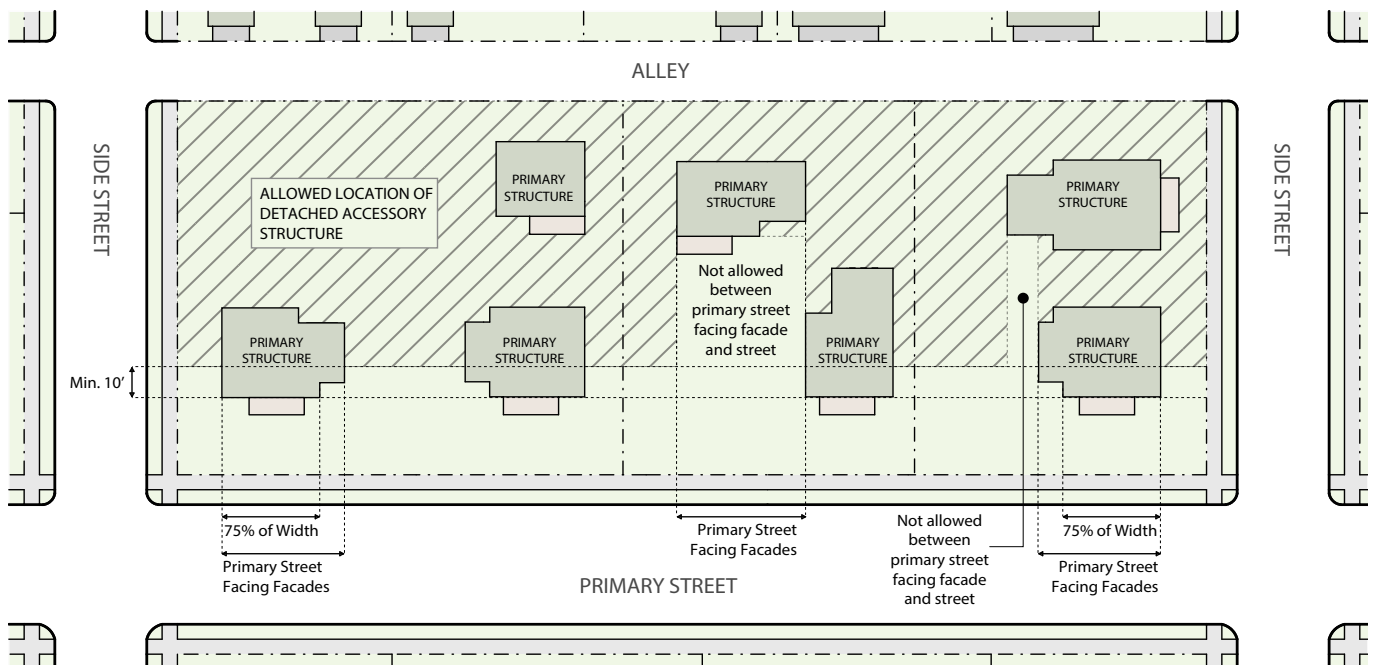 ALLEY
SIDE STREET
SIDE STREET
ALLOWED LOCATION OF
DETACHED ACCESSORY
STRUCTURE
PRIMARY
STRUCTURE
PRIMARY
STRUCTURE
PRIMARY
STRUCTURE
Not allowed
between
primary street
facing facade
and street
PRIMARY
STRUCTURE
PRIMARY
STRUCTURE
PRIMARY
STRUCTURE
PRIMARY
STRUCTURE
Min. 10’
75% of Width
Primary Street
Facing Facades
Primary Street
Facing Facades
Not allowed
between
primary street
facing facade
and street
75% of Width
Primary Street
Facing Facades
PRIMARY STREET